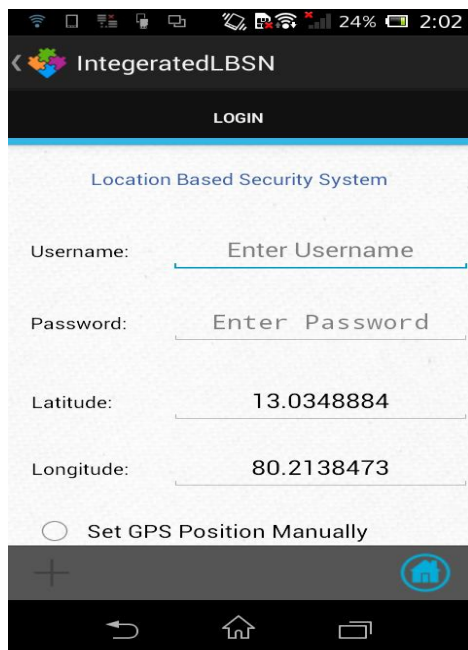 24% 2:02
IntegeratedLBSN
LOGIN
Location Based Security System
Username: Enter Username
Password: Enter Password
Latitude: 13.0348884
Longitude: 80.2138473
Set GPS Position Manually